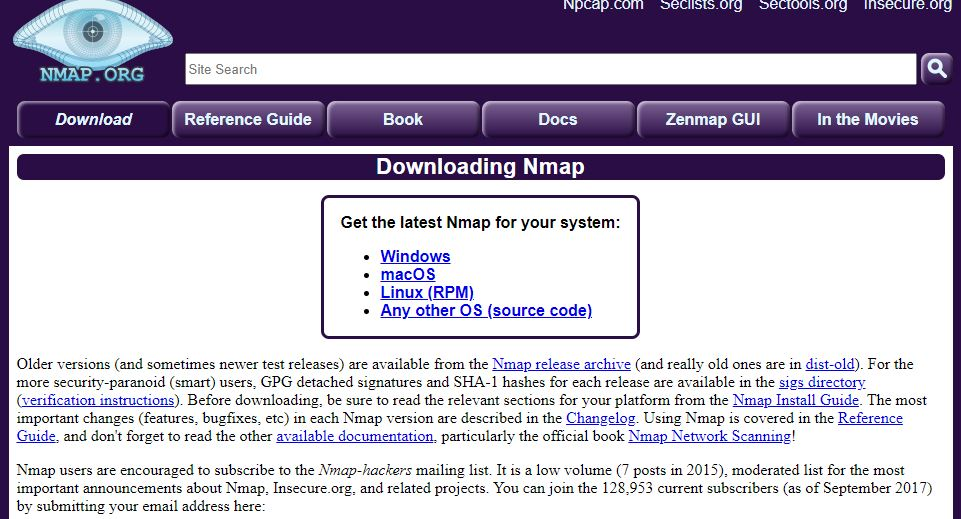 Npcap.com Seclists.org Sectools.org Insecure.org
NMAP.ORG
Site Search
Download Reference Guide Book Docs Zenmap GUI In the Movies
Downloading Nmap
Get the latest Nmap for your system:
Windows
macOS
Linux (RPM)
Any other OS (source code)
Older versions (and sometimes newer test releases) are available from the Nmap release archive (and really old ones are in dist-old). For the
more security-paranoid (smart) users, GPG detached signatures and SHA-1 hashes for each release are available in the sigs directory
(verification instructions). Before downloading, be sure to read the relevant sections for your platform from the Nmap Install Guide. The most
important changes (features, bugfixes, etc) in each Nmap version are described in the Changelog. Using Nmap is covered in the Reference
Guide, and don't forget to read the other available documentation, particularly the official book Nmap Network Scanning!
Nmap users are encouraged to subscribe to the Nmap-hackers mailing list. It is a low volume (7 posts in 2015), moderated list for the most
important announcements about Nmap, Insecure.org, and related projects. You can join the 128,953 current subscribers (as of September 2017)
by submitting your email address here: